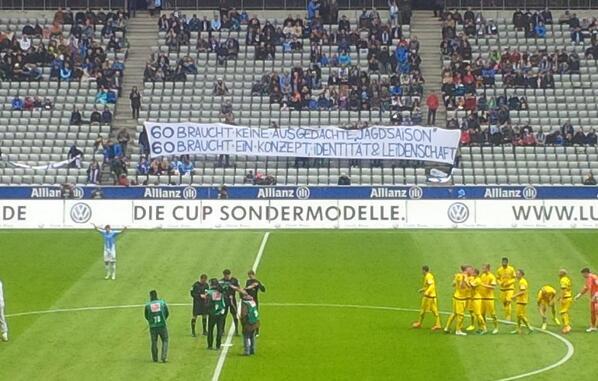 60 BRAUCHT KEINE AUSGEDACHTE "JAGDSAISON"
60 BRAUCHT EIN KONZEPT, IDENTITÄT & LEIDENSCHAFT
Allianz Allianz Allianz Allianz Allianz
DE DIE CUP SONDERMODELLE. WWW.LU